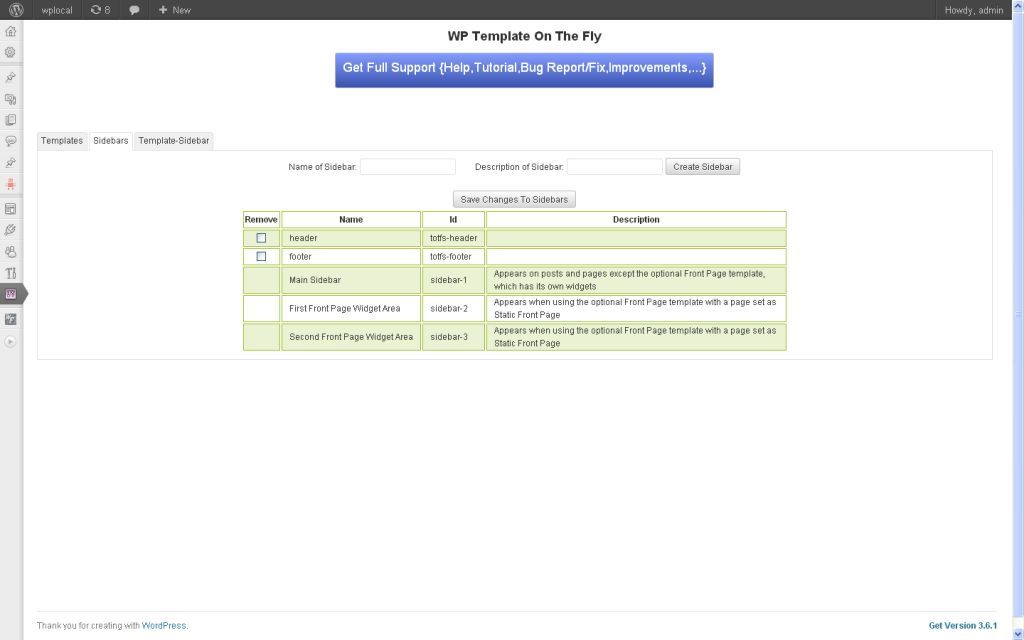 wplocal 8 New Howdy, admin
WP Template On The Fly
Get Full Support {Help,Tutorial,Bug Report/Fix,Improvements,...}
Templates Sidebars Template-Sidebar
Name of Sidebar: Description of Sidebar: Create Sidebar
Save Changes To Sidebars
Remove Name Id Description
header totfs-header
footer totfs-footer
Main Sidebar sidebar-1 Appears on posts and pages except the optional Front Page template,
which has its own widgets
First Front Page Widget Area sidebar-2 Appears when using the optional Front Page template with a page set as
Static Front Page
Second Front Page Widget Area sidebar-3 Appears when using the optional Front Page template with a page set as
Static Front Page
Thank you for creating with WordPress. Get Version 3.6.1